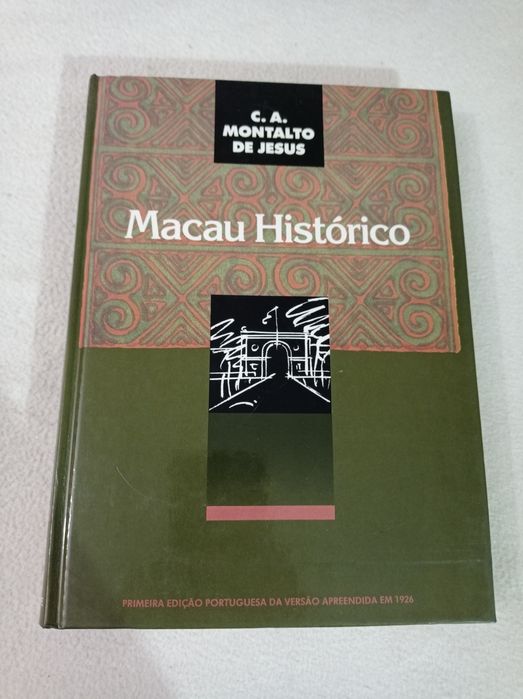 C. A.
MONTALTO
DE JESUS
Macau Histórico
PRIMEIRA EDIÇÃO PORTUGUESA DA VERSÃO APREENDIDA EM 1926